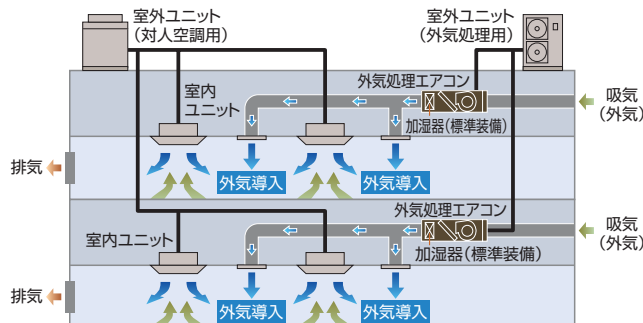 室外ユニット
（対人空調用）
室外ユニット
（外気処理用）
室内
ユニット
外気処理エアコン
加湿器（標準装備）
吸気
（外気）
排気
外気導入
外気導入
外気処理エアコン
吸気
（外気）
室内ユニット
加湿器（標準装備）
排気
外気導入
外気導入